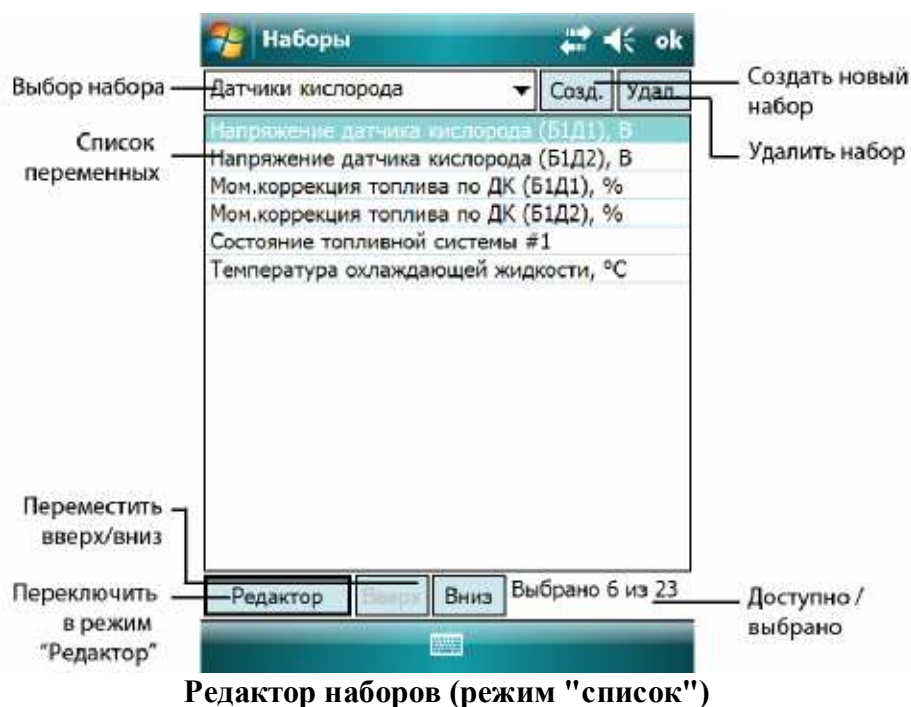 Наборы
ok
Выбор набора
Датчики кислорода
Созд.
Удал.
Создать новый
набор
Удалить набор
Список
переменных
Напряжение датчика кислорода (Б1Д1), В
Напряжение датчика кислорода (Б1Д2), В
Мом.коррекция топлива по ДК (Б1Д1), %
Мом.коррекция топлива по ДК (Б1Д2), %
Состояние топливной системы #1
Температура охлаждающей жидкости, °C
Переместить
вверх/вниз
Переключить
в режим
"Редактор"
Редактор
Вверх
Вниз
Выбрано 6 из 23
Доступно /
выбрано
Редактор наборов (режим "список")